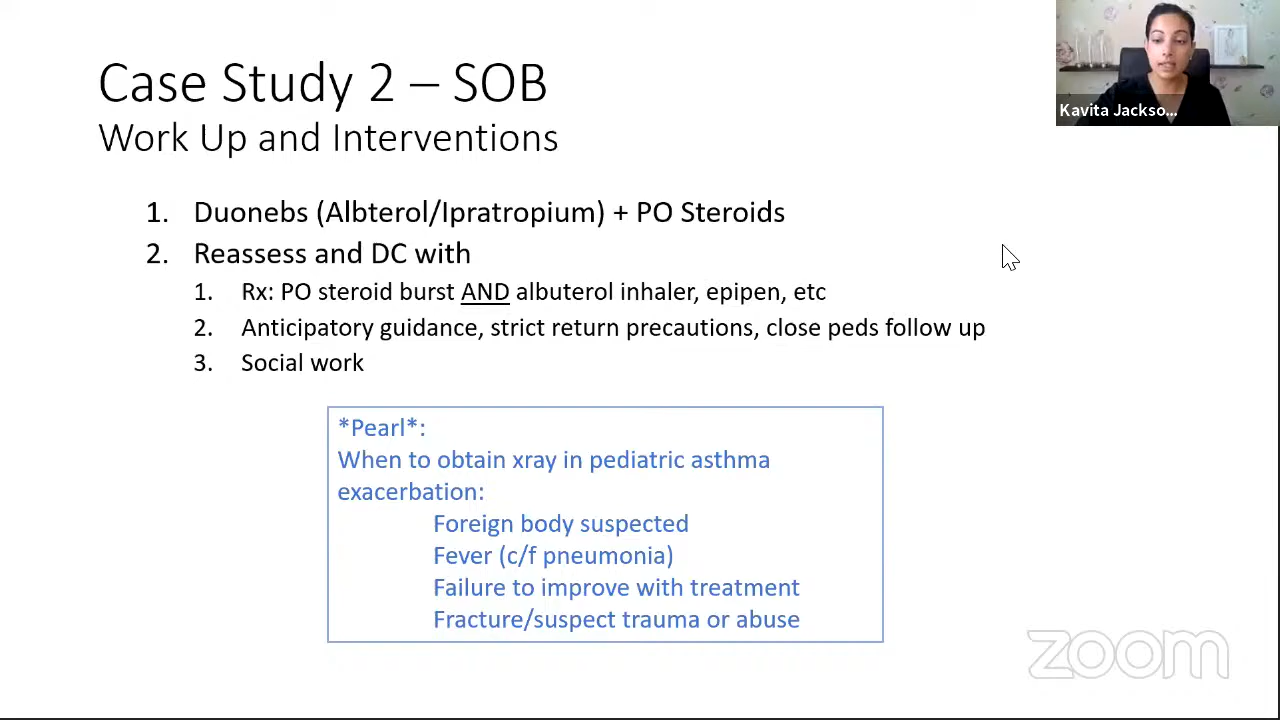 Case Study 2 – SOB
Work Up and Interventions
Kavita Jackso...
1. Duonebs (Albterol/Ipratropium) + PO Steroids
2. Reassess and DC with
1. Rx: PO steroid burst AND albuterol inhaler, epipen, etc
2. Anticipatory guidance, strict return precautions, close peds follow up
3. Social work
*Pearl*:
When to obtain xray in pediatric asthma
exacerbation:
Foreign body suspected
Fever (c/f pneumonia)
Failure to improve with treatment
Fracture/suspect trauma or abuse
zoom